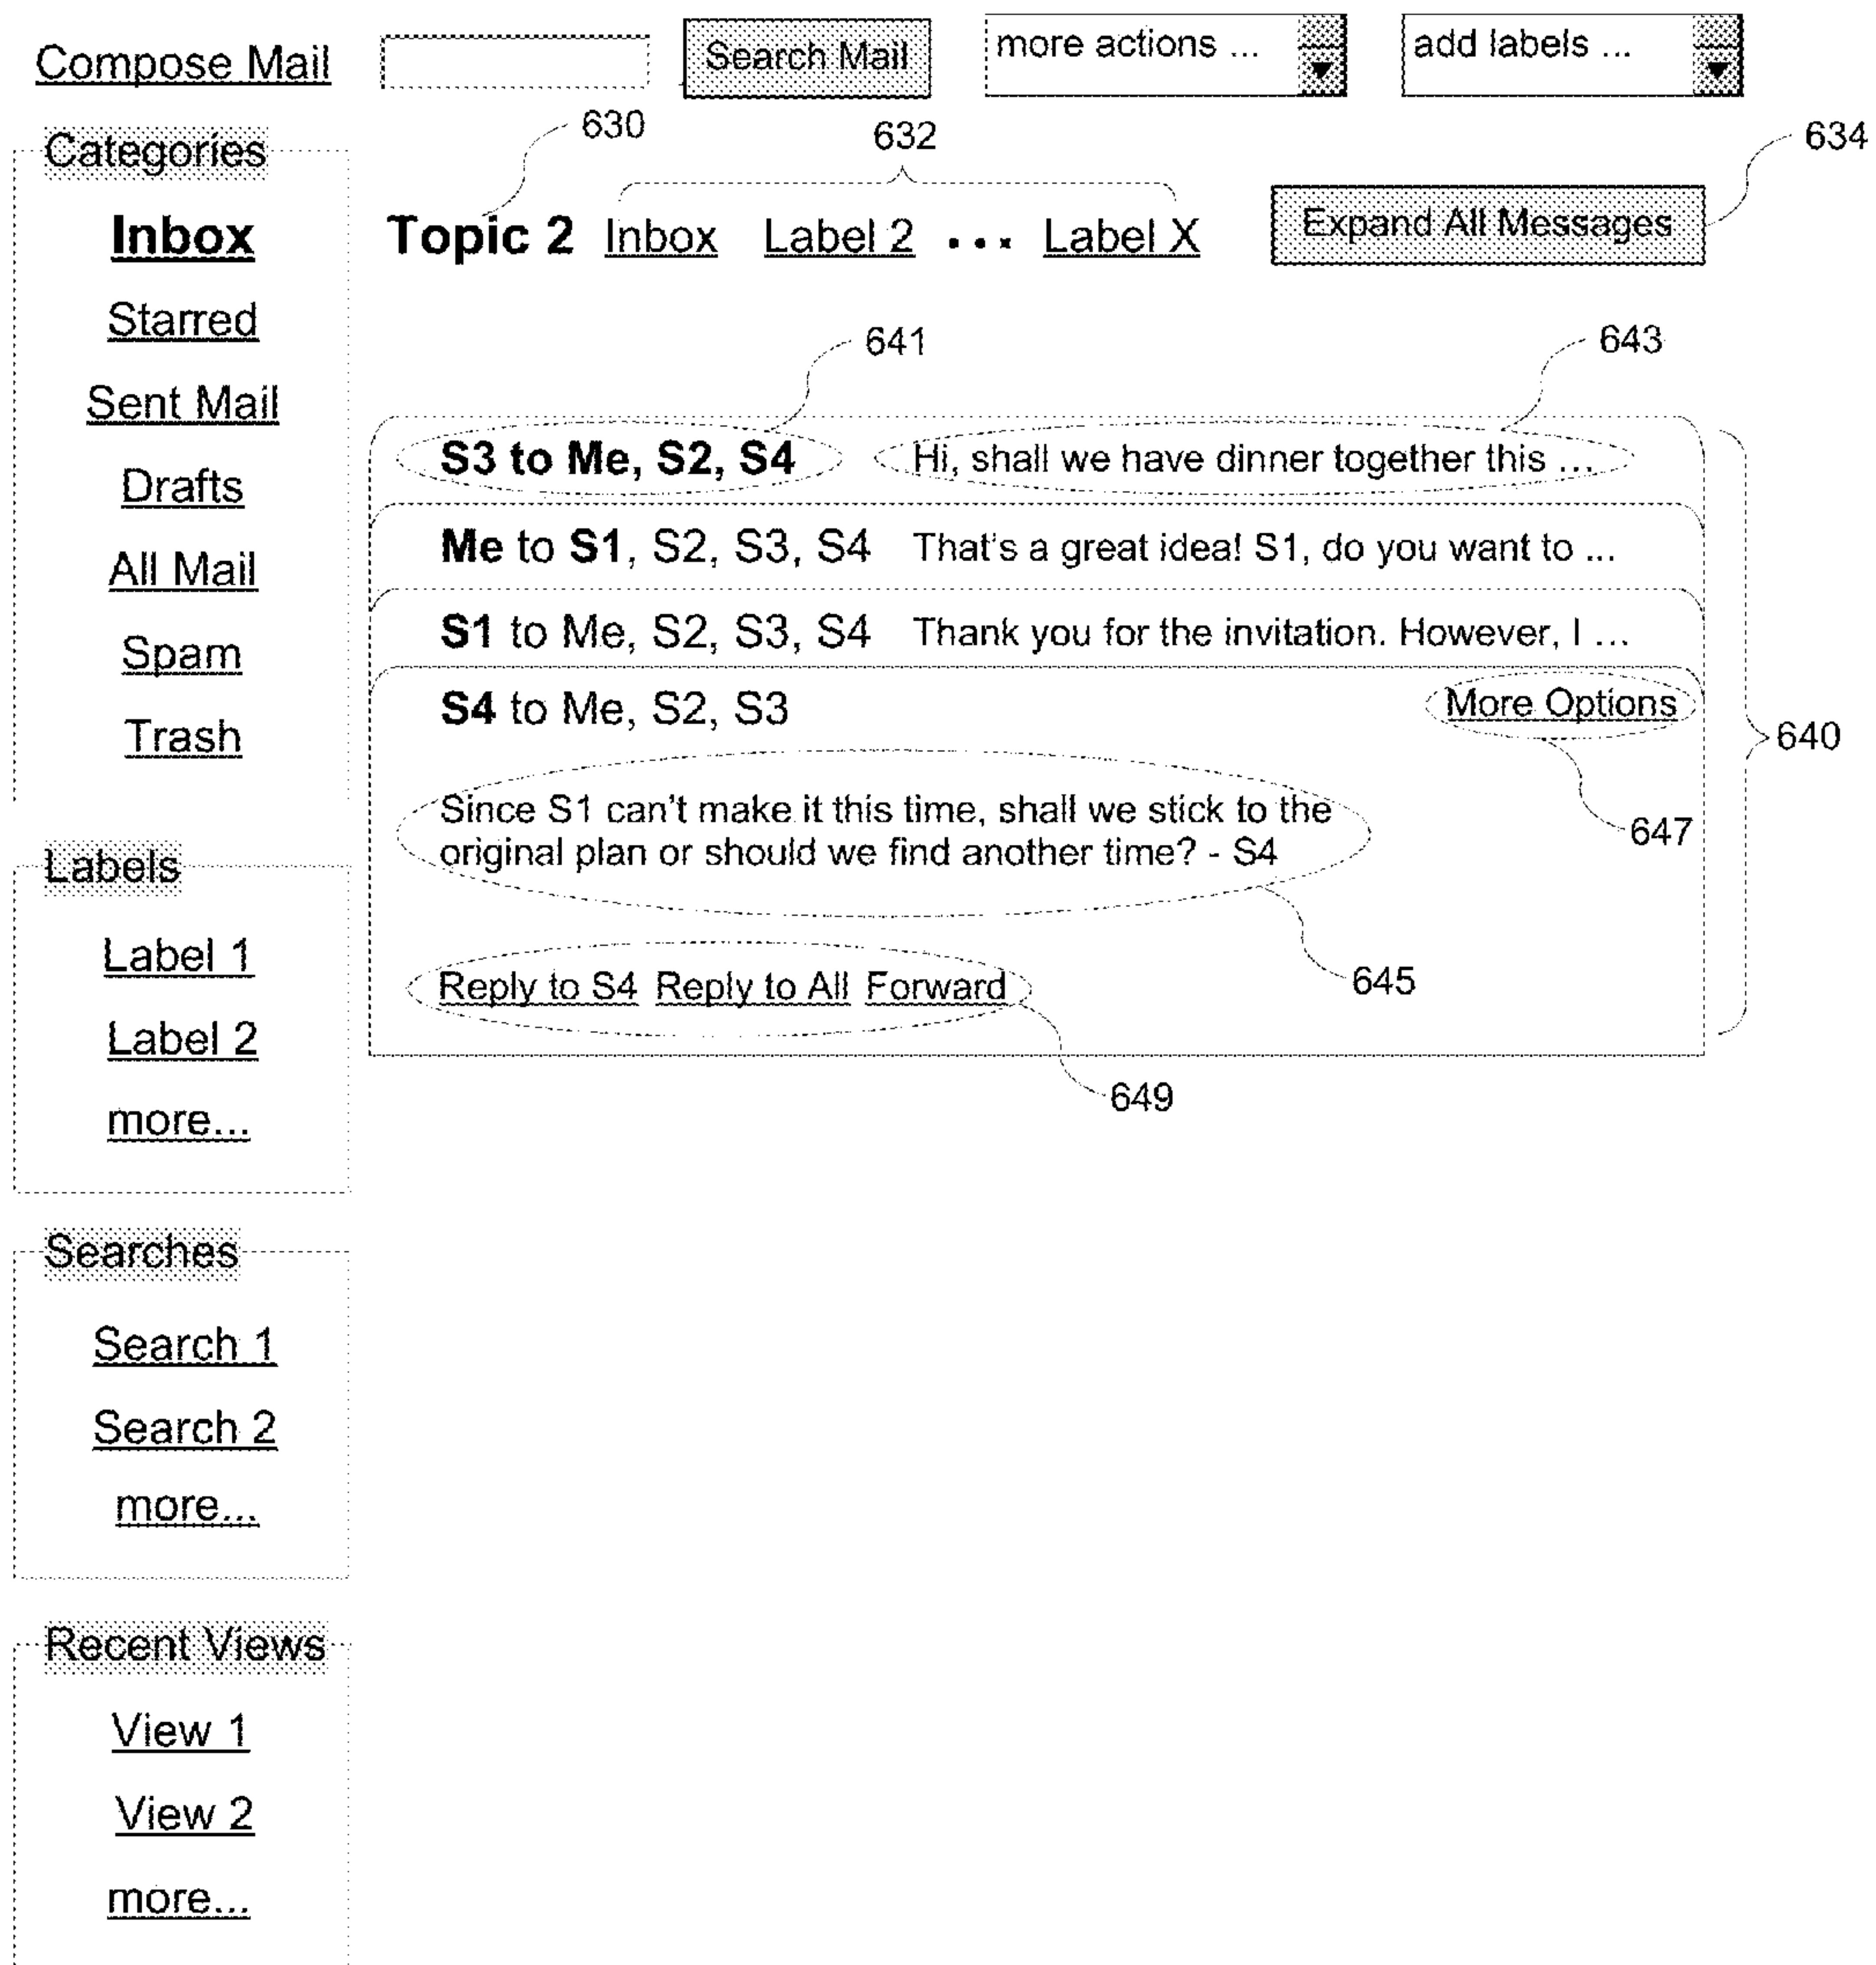 Compose Mail
Search Mail
more actions ...
add labels ...
630
632
634
Categories
Inbox
Starred
Sent Mail
Drafts
All Mail
Spam
Trash
Labels
Label 1
Label 2
more...
Searches
Search 1
Search 2
more...
Recent Views
View 1
View 2
more...
Topic 2 Inbox Label 2 ... Label X
Expand All Messages
641
643
S3 to Me, S2, S4 Hi, shall we have dinner together this ...
Me to S1, S2, S3, S4 That's a great idea! S1, do you want to ...
S1 to Me, S2, S3, S4 Thank you for the invitation. However, I ...
S4 to Me, S2, S3 More Options
640
647
Since S1 can't make it this time, shall we stick to the
original plan or should we find another time? - S4
645
Reply to S4 Reply to All Forward
649